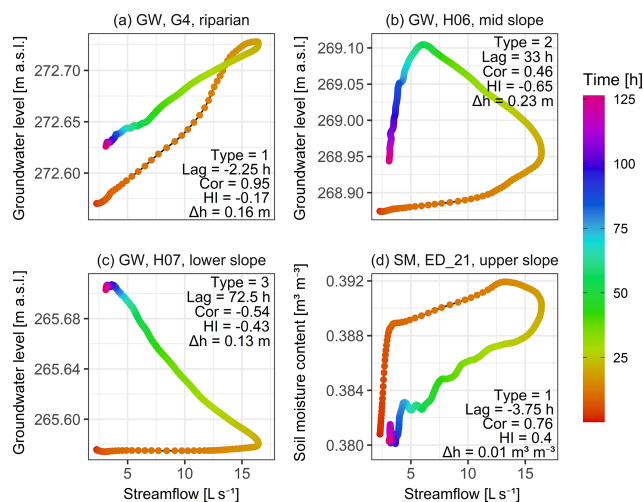 (a) GW, G4, riparian
(b) GW, H06, mid slope
Groundwater level [m a.s.l.]
272.70
272.65
272.60
Type = 1
Lag = -2.25 h
Cor = 0.95
HI = -0.17
Δh = 0.16 m
Groundwater level [m a.s.l.]
269.10
269.05
269.00
268.95
268.90
Type = 2
Lag = 33 h
Cor = 0.46
HI = -0.65
Δh = 0.23 m
Time [h]
125
100
75
50
25
(c) GW, H07, lower slope
(d) SM, ED_21, upper slope
Groundwater level [m a.s.l.]
265.68
265.64
265.60
Type = 3
Lag = 72.5 h
Cor = -0.54
HI = -0.43
Δh = 0.13 m
5
10
15
Streamflow [L s⁻¹]
Soil moisture content [m³ m⁻³]
0.392
0.388
0.384
0.380
Type = 1
Lag = -3.75 h
Cor = 0.76
HI = 0.4
Δh = 0.01 m³ m⁻³
5
10
15
Streamflow [L s⁻¹]